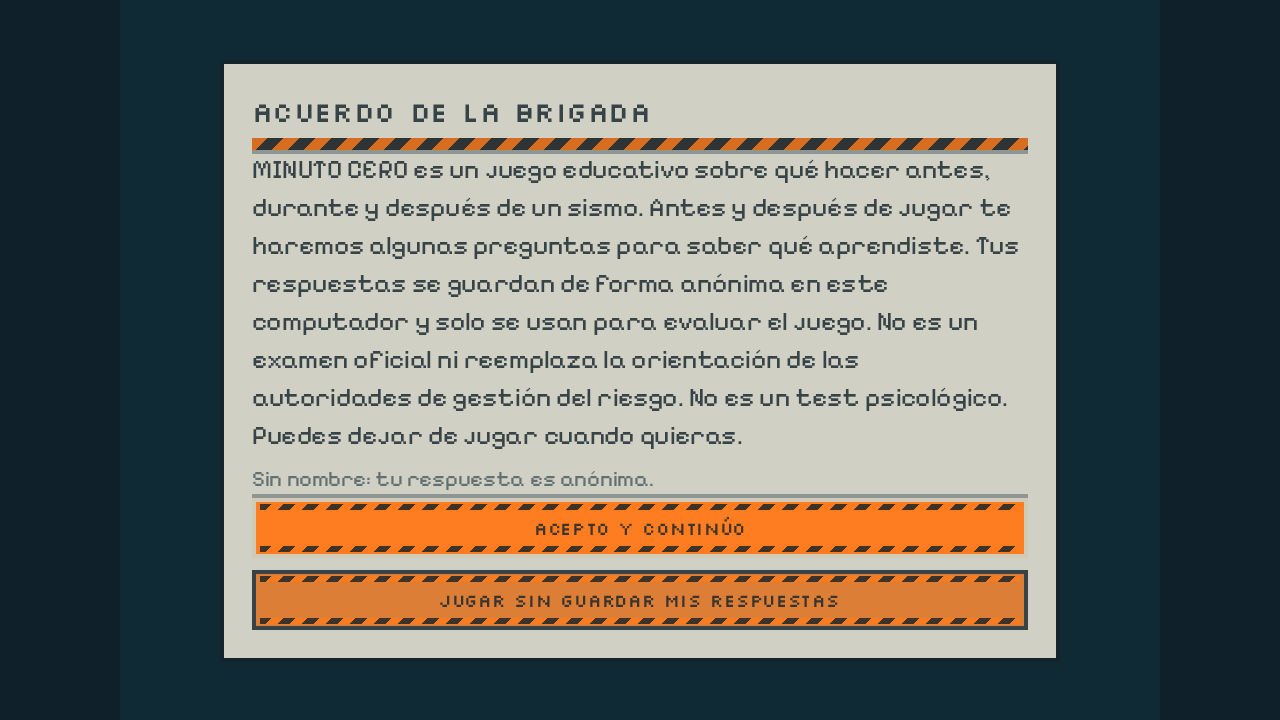 ACUERDO DE LA BRIGADA
MINUTO CERO es un juego educativo sobre qué hacer antes,
durante y después de un sismo. Antes y después de jugar te
haremos algunas preguntas para saber qué aprendiste. Tus
respuestas se guardan de forma anónima en este
computador y solo se usan para evaluar el juego. No es un
examen oficial ni reemplaza la orientación de las
autoridades de gestión del riesgo. No es un test psicológico.
Puedes dejar de jugar cuando quieras.
Sin nombre: tu respuesta es anónima.
ACEPTO Y CONTINÚO
JUGAR SIN GUARDAR MIS RESPUESTAS